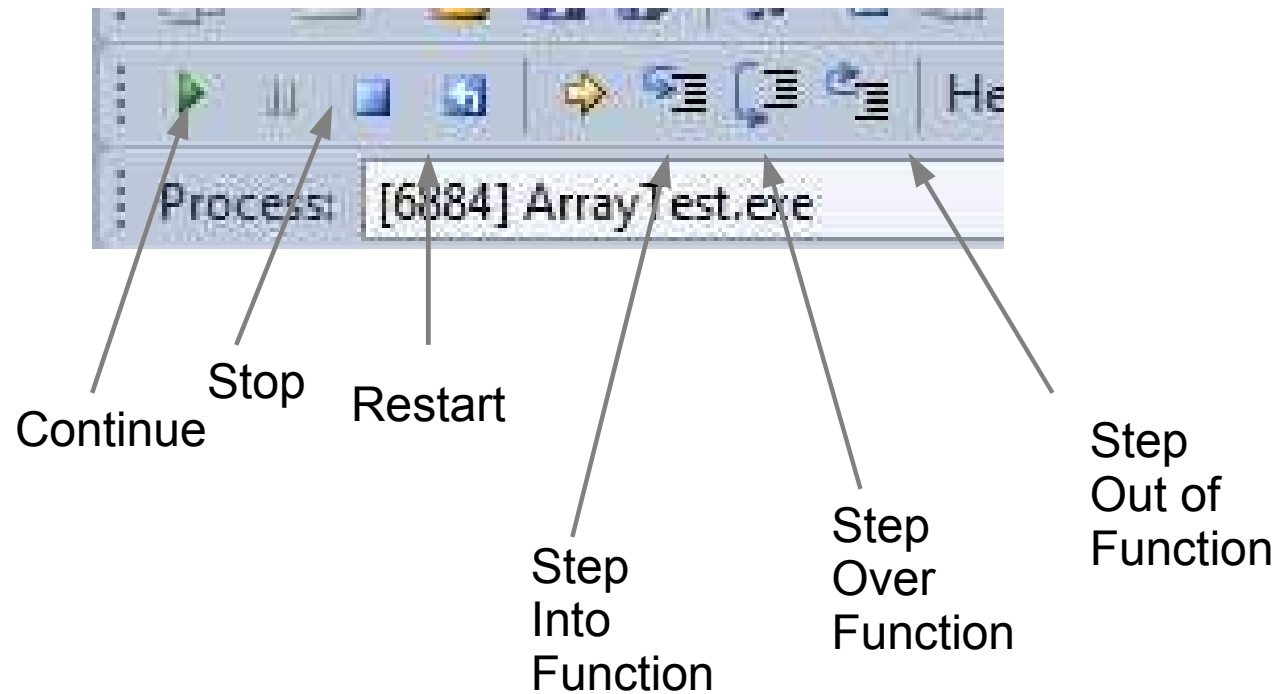 He
Process: [6884] ArrayTest.exe
Stop
Restart
Continue
Step
Out of
Function
Step
Over
Function
Step
Into
Function